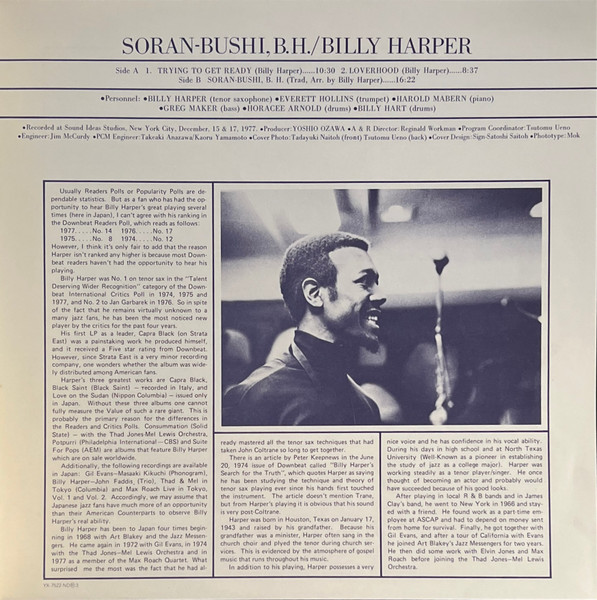 SORAN-BUSHI, B.H./BILLY HARPER
Side A 1. TRYING TO GET READY (Billy Harper)......10:30 2. LOVERHOOD (Billy Harper)......8:37
Side B SORAN-BUSHI, B. H. (Trad, Arr. by Billy Harper)......16:22
●Personnel: ●BILLY HARPER (tenor saxophone) ●EVERETT HOLLINS (trumpet) ●HAROLD MABERN (piano)
●GREG MAKER (bass) ●HORACEE ARNOLD (drums) ●BILLY HART (drums)
●Recorded at Sound Ideas Studios, New York City, December, 15 & 17, 1977. ●Producer: YOSHIO OZAWA ●A & R Director: Reginald Workman ●Program Coordinator: Tsutomu Ueno
●Engineer: Jim McCurdy ●PCM Engineer: Takeaki Anazawa/Kaoru Yamamoto ●Cover Photo: Tadayuki Naitoh (front) Tsutomu Ueno (back) ●Cover Design: Sign-Satoshi Saitoh ●Phototype: Mok
Usually Readers Polls or Popularity Polls are de-
pendable statistics. But as a fan who has had the op-
portunity to hear Billy Harper's great playing several
times (here in Japan), I can't agree with his ranking in
the Downbeat Readers Poll, which reads as follows:
1977.....No. 14 1976.....No. 17
1975.....No. 8 1974.....No. 12
However, I think it's only fair to add that the reason
Harper isn't ranked any higher is because most Down-
beat readers haven't had the opportunity to hear his
playing.
Billy Harper was No. 1 on tenor sax in the "Talent
Deserving Wider Recognition" category of the Down-
beat International Critics Poll in 1974, 1975 and
1977, and No. 2 to Jan Garbarek in 1976. So in spite
of the fact that he remains virtually unknown to a
many jazz fans, he has been the most noticed new
player by the critics for the past four years.
His first LP as a leader, Capra Black (on Strata
East) was a painstaking work he produced himself,
and it received a Five star rating from Downbeat.
However, since Strata East is a very minor recording
company, one wonders whether the album was wide-
ly distributed among American fans.
Harper's three greatest works are Capra Black,
Black Saint (Black Saint) — recorded in Italy, and
Love on the Sudan (Nippon Columbia) — issued only
in Japan. Without these three albums one cannot
fully measure the Value of such a rare giant. This is
probably the primary reason for the differences in
the Readers and Critics Polls. Consummation (Solid
State) — with the Thad Jones-Mel Lewis Orchestra,
Potpurri (Philadelphia International — CBS) and Suite
For Pops (A&M) are albums that feature Billy Harper
which are on sale worldwide.
Additionally, the following recordings are available
in Japan: Gil Evans—Masaaki Kikuchi (Phonogram),
Billy Harper—John Faddis (Trio), Thad & Mel in
Tokyo (Columbia) and Max Roach Live in Tokyo,
Vol. 1 and Vol. 2. Accordingly, we may assume that
Japanese jazz fans have much more of an opportunity
than their American Counterparts to observe Billy
Harper's real ability.
Billy Harper has been to Japan four times begin-
ning in 1968 with Art Blakey and the Jazz Messen-
gers. He came again in 1972 with Gil Evans, in 1974
with the Thad Jones—Mel Lewis Orchestra and in
1977 as a member of the Max Roach Quartet. What
surprised me the most was the fact that he had al-
ready mastered all the tenor sax techniques that had
taken John Coltrane so long to get together.
There is an article by Peter Keepnews in the June
20, 1974 issue of Downbeat called "Billy Harper's
Search for the Truth", which quotes Harper as saying
he has been studying the technique and theory of
tenor sax playing ever since his hands first touched
the instrument. The article doesn't mention Trane,
but from Harper's playing it is obvious that his sound
is very post-Coltrane.
Harper was born in Houston, Texas on January 17,
1943 and raised by his grandfather. Because his
grandfather was a minister, Harper often sang in the
church choir and plyed the tenor during church ser-
vices. This is evidenced by the atmosphere of gospel
music that runs throughout his music.
In addition to his playing, Harper possesses a very
nice voice and he has confidence in his vocal ability.
During his days in high school and at North Texas
University (Well-Known as a pioneer in establishing
the study of jazz as a college major). Harper was
working steadily as a tenor player/singer. He once
thought of becoming an actor and probably would
have succeeded because of his good looks.
After playing in local R & B bands and in James
Clay's band, he went to New York in 1966 and stay-
ed with a friend. He found work as a part time em-
ployee at ASCAP and had to depend on money sent
from home for survival. Finally, he got together with
Gil Evans, and after a tour of California with Evans
he joined Art Blakey's Jazz Messengers for two years.
He then did some work with Elvin Jones and Max
Roach before joining the Thad Jones-Mel Lewis
Orchestra.